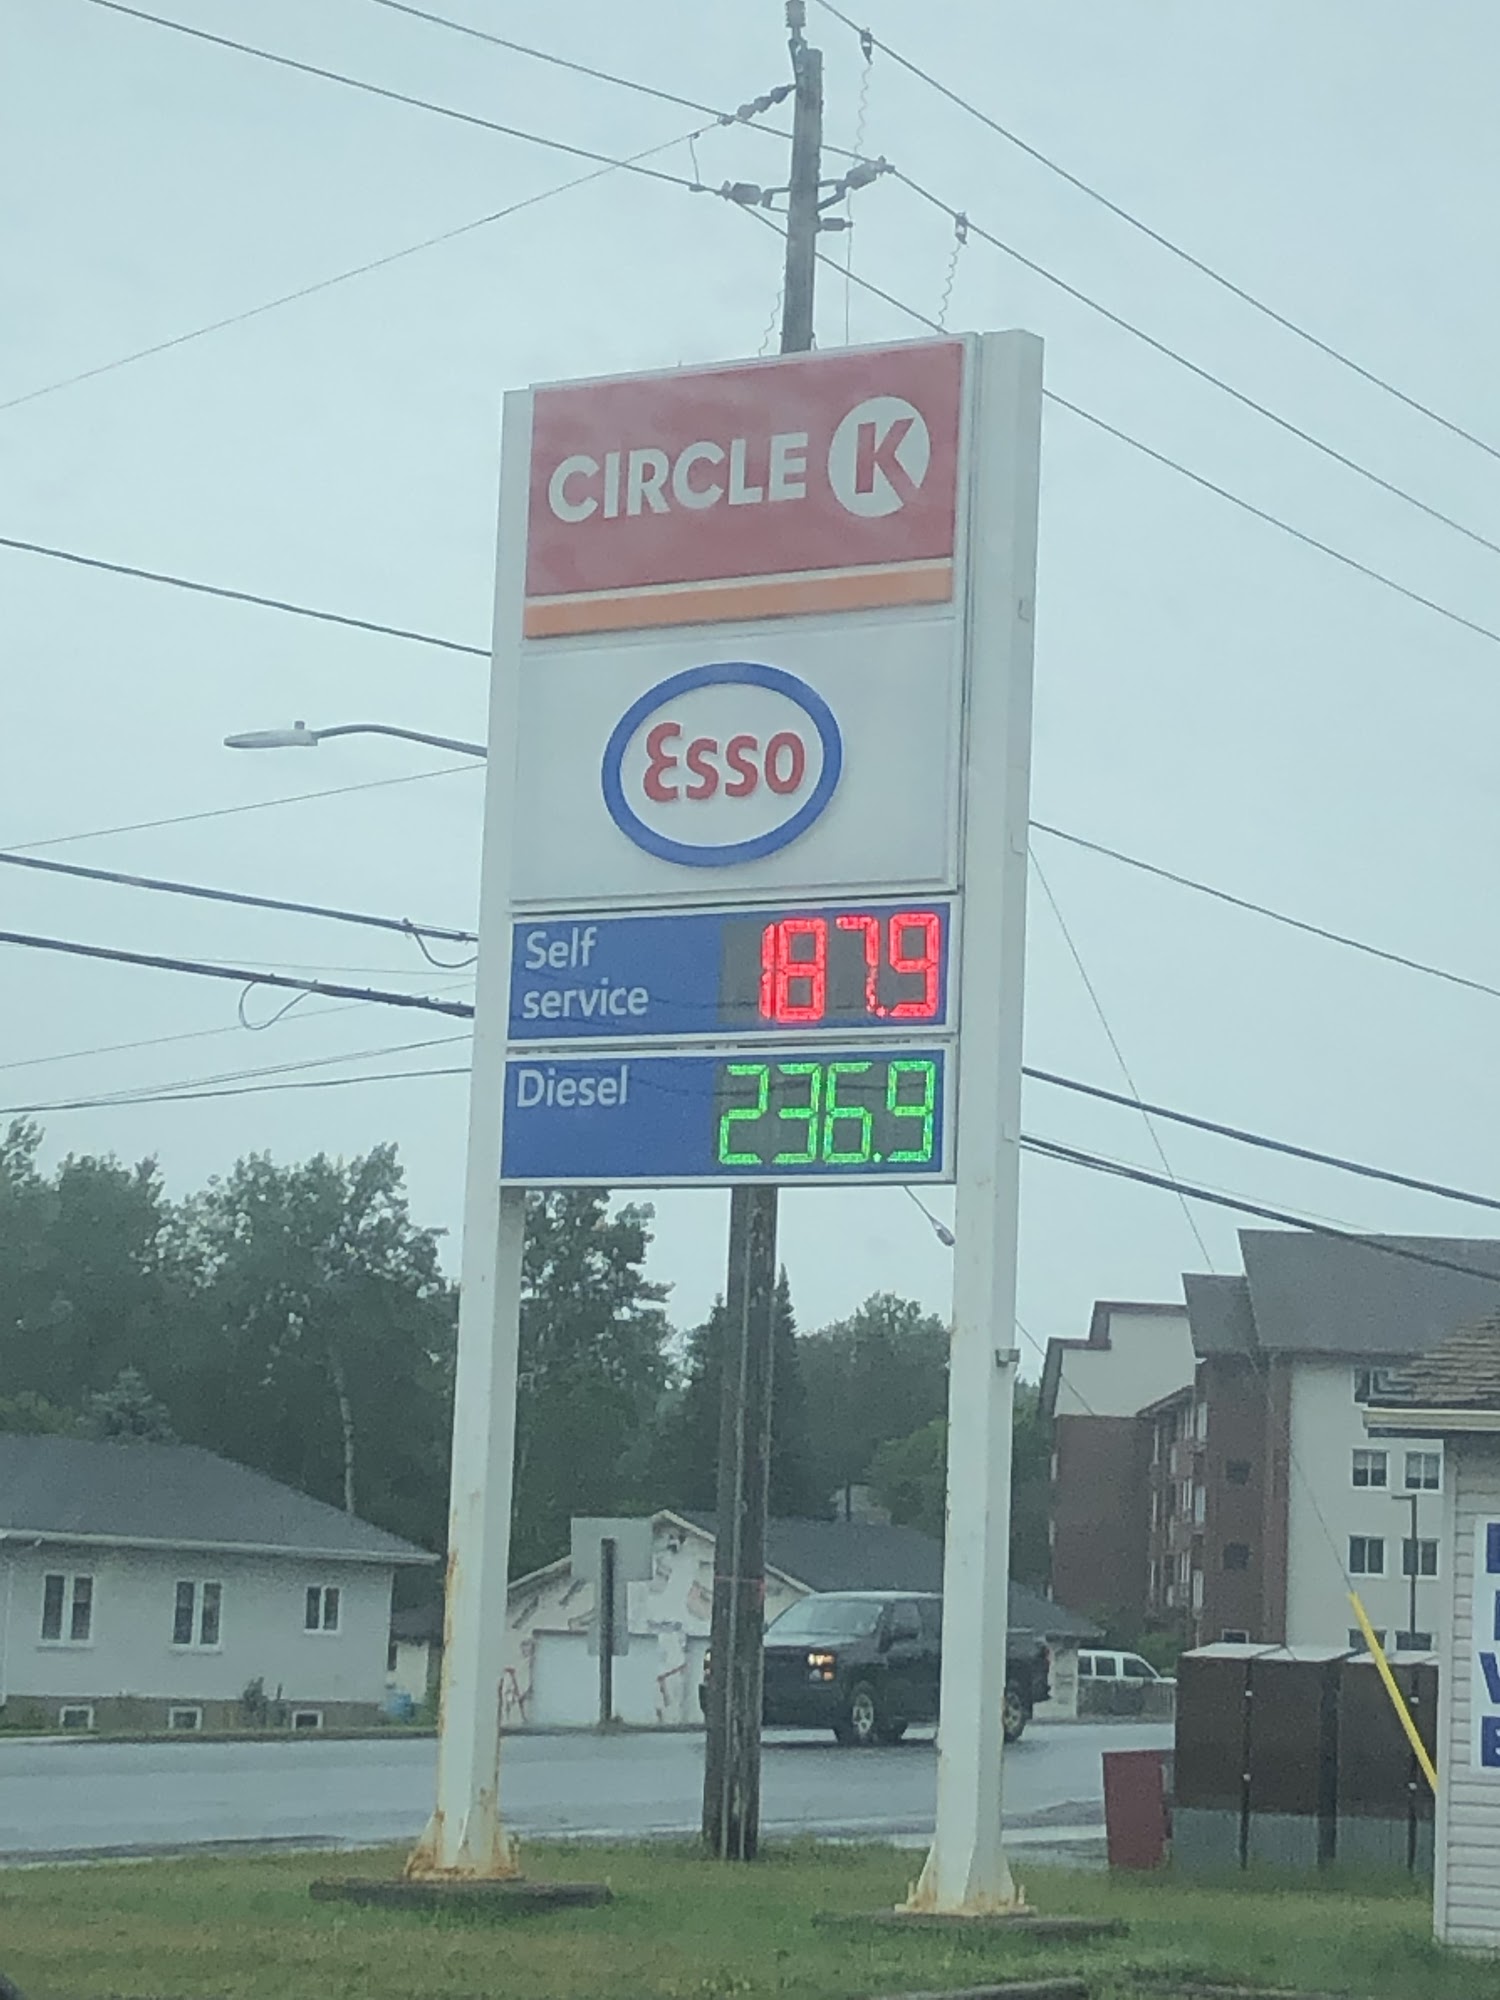 CIRCLE K
Esso
Self
service
187.9
Diesel
236.9